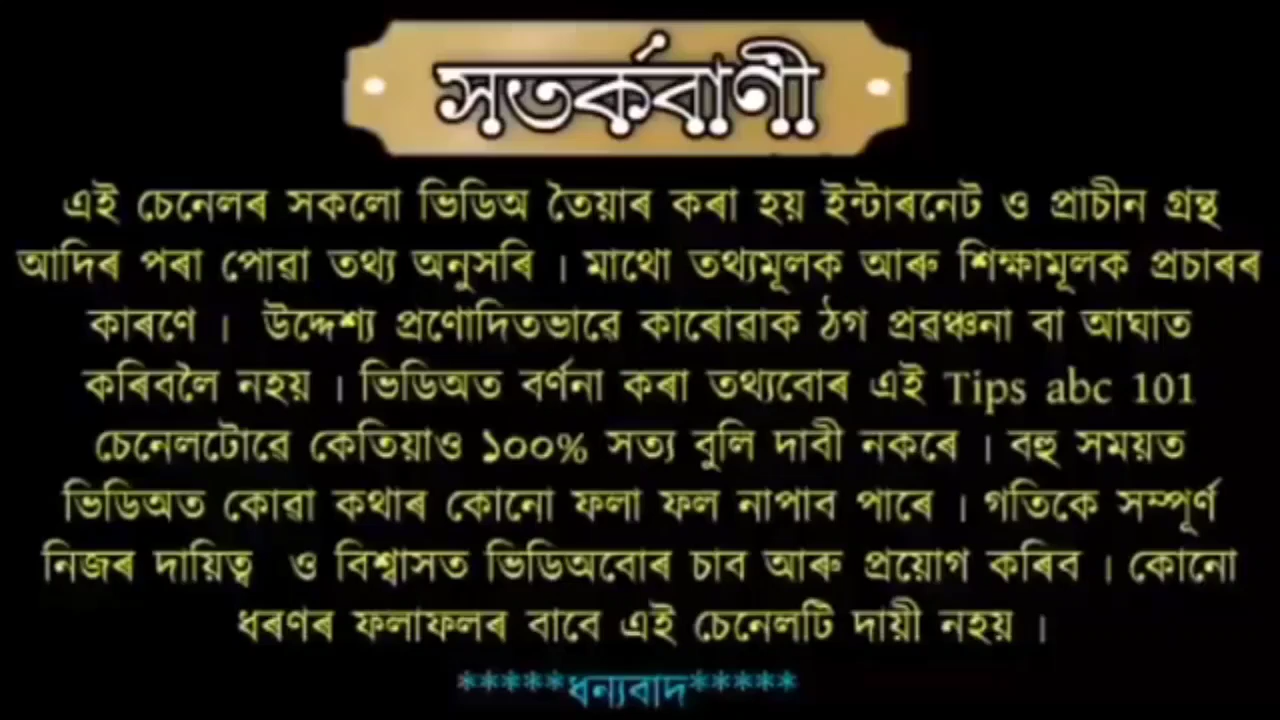 সতর্কবাণী
এই চেনেলৰ সকলো ভিডিঅ তৈয়াৰ কৰা হয় ইন্টাৰনেট ও প্ৰাচীন গ্ৰন্থ
আদিৰ পৰা পোৱা তথ্য অনুসৰি । মাথো তথ্যমূলক আৰু শিক্ষামূলক প্ৰচাৰৰ
কাৰণে । উদ্দেশ্য প্ৰণোদিতভাৱে কাৰোৱাক ঠগ প্ৰৱঞ্চনা বা আঘাত
কৰিবলৈ নহয় । ভিডিঅত বৰ্ণনা কৰা তথ্যবোৰ এই Tips abc 101
চেনেলটোৱে কেতিয়াও ১০০% সত্য বুলি দাবী নকৰে । বহু সময়ত
ভিডিঅত কোৱা কথাৰ কোনো ফলা ফল নাপাব পাৰে । গতিকে সম্পূৰ্ণ
নিজৰ দায়িত্ব ও বিশ্বাসত ভিডিঅবোৰ চাব আৰু প্ৰয়োগ কৰিব । কোনো
ধৰণৰ ফলাফলৰ বাবে এই চেনেলটি দায়ী নহয় ।
*****ধন্যবাদ*****